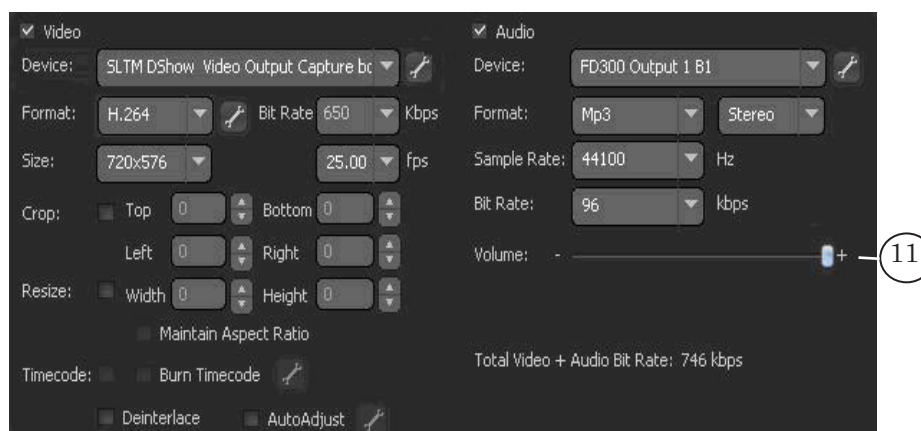 Video
Device: SLTM DShow Video Output Capture bc
Format: H.264 Bit Rate 650 Kbps
Size: 720x576 25.00 fps
Crop: Top 0 Bottom 0
Left 0 Right 0
Resize: Width 0 Height 0
Maintain Aspect Ratio
Timecode: Burn Timecode
Deinterlace AutoAdjust
Audio
Device: FD300 Output 1 B1
Format: Mp3 Stereo
Sample Rate: 44100 Hz
Bit Rate: 96 kbps
Volume: - +
11
Total Video + Audio Bit Rate: 746 kbps